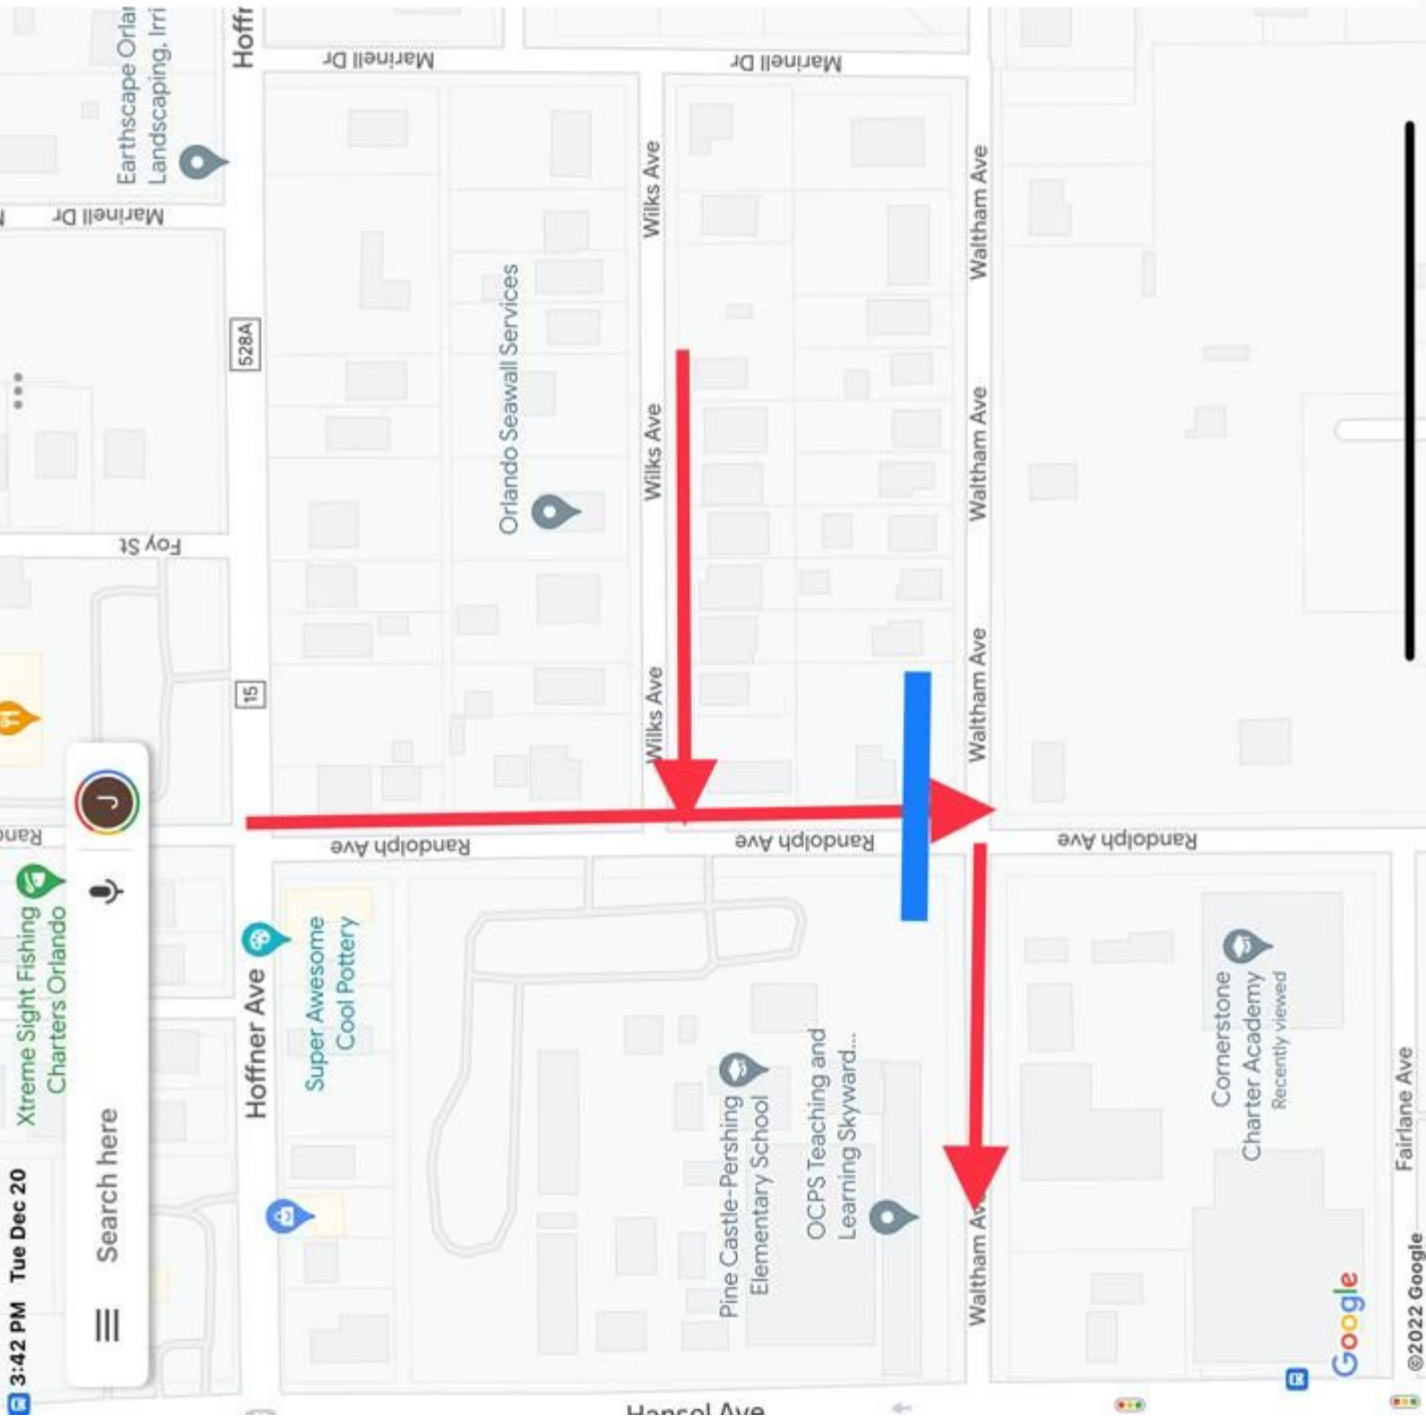 3:42 PM Tue Dec 20
Search here
J
Xtreme Sight Fishing
Charters Orlando
Earthscape Orlan
Landscaping, Irri
Marinell Dr
Foy St
Hoffner Ave
15
528A
Super Awesome
Cool Pottery
Randolph Ave
Marinell Dr
Orlando Seawall Services
Wilks Ave
Wilks Ave
Wilks Ave
Pine Castle-Pershing
Elementary School
OCPS Teaching and
Learning Skyward...
Randolph Ave
Marinell Dr
Hansel Ave
Waltham Ave
Waltham Ave
Waltham Ave
Waltham Ave
Randolph Ave
Cornerstone
Charter Academy
Recently viewed
Google
Fairlane Ave
©2022 Google